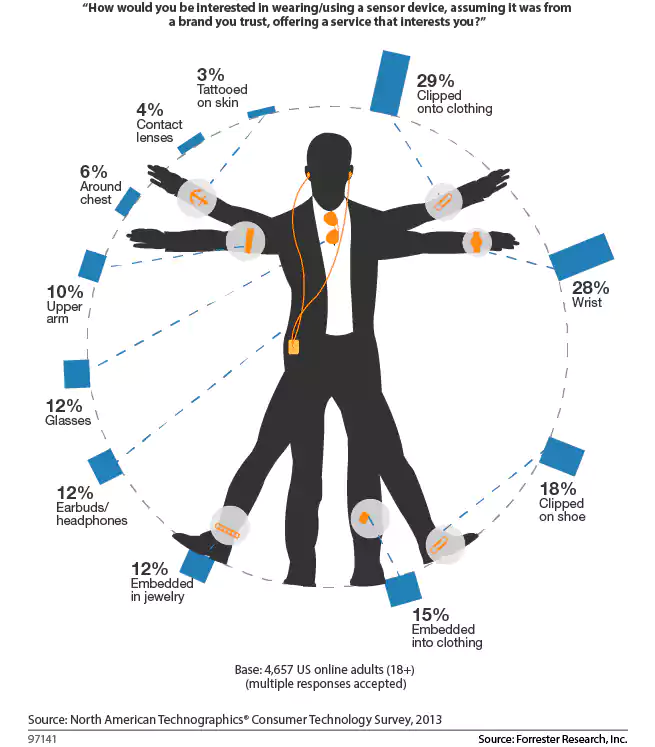 “How would you be interested in wearing/using a sensor device, assuming it was from
a brand you trust, offering a service that interests you?”
3%
Tattooed
on skin
29%
Clipped
onto clothing
4%
Contact
lenses
6%
Around
chest
10%
Upper
arm
28%
Wrist
12%
Glasses
12%
Earbuds/
headphones
18%
Clipped
on shoe
12%
Embedded
in jewelry
15%
Embedded
into clothing
Base: 4,657 US online adults (18+)
(multiple responses accepted)
Source: North American Technographics® Consumer Technology Survey, 2013
97141
Source: Forrester Research, Inc.